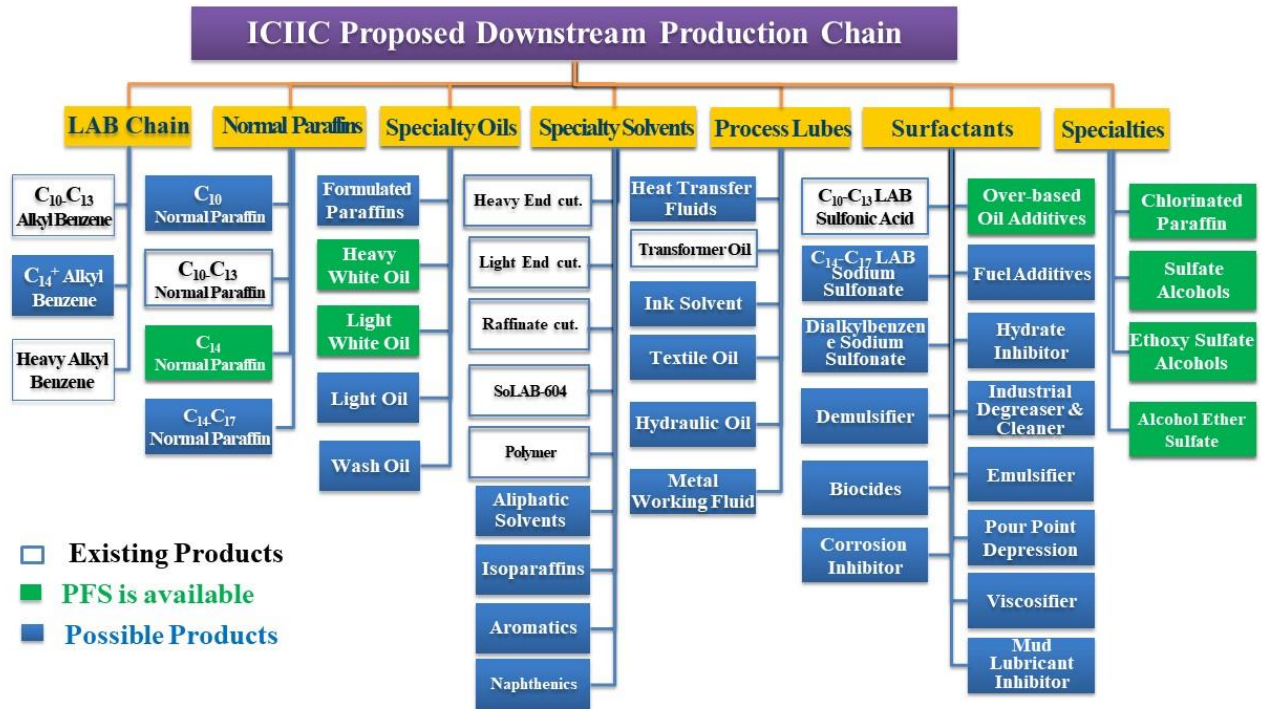 ICIIC Proposed Downstream Production Chain
LAB Chain
C₁₀-C₁₃
Alkyl Benzene
C₁₄⁺ Alkyl
Benzene
Heavy Alkyl
Benzene
Normal Paraffins
C₁₀
Normal Paraffin
C₁₀-C₁₃
Normal Paraffin
C₁₄
Normal Paraffin
C₁₄-C₁₇
Normal Paraffin
Specialty Oils
Formulated
Paraffins
Heavy
White Oil
Light
White Oil
Light Oil
Wash Oil
Specialty Solvents
Heavy End cut.
Light End cut.
Raffinate cut.
SoLAB-604
Polymer
Aliphatic
Solvents
Isoparaffins
Aromatics
Naphthenics
Process Lubes
Heat Transfer
Fluids
Transformer Oil
Ink Solvent
Textile Oil
Hydraulic Oil
Metal
Working Fluid
Surfactants
C₁₀-C₁₃ LAB
Sulfonic Acid
C₁₄-C₁₇ LAB
Sodium
Sulfonate
Dialkylbenzen
e Sodium
Sulfonate
Demulsifier
Biocides
Corrosion
Inhibitor
Over-based
Oil Additives
Fuel Additives
Hydrate
Inhibitor
Industrial
Degreaser &
Cleaner
Emulsifier
Pour Point
Depression
Viscosifier
Mud
Lubricant
Inhibitor
Specialties
Chlorinated
Paraffin
Sulfate
Alcohols
Ethoxy Sulfate
Alcohols
Alcohol Ether
Sulfate
Existing Products
PFS is available
Possible Products